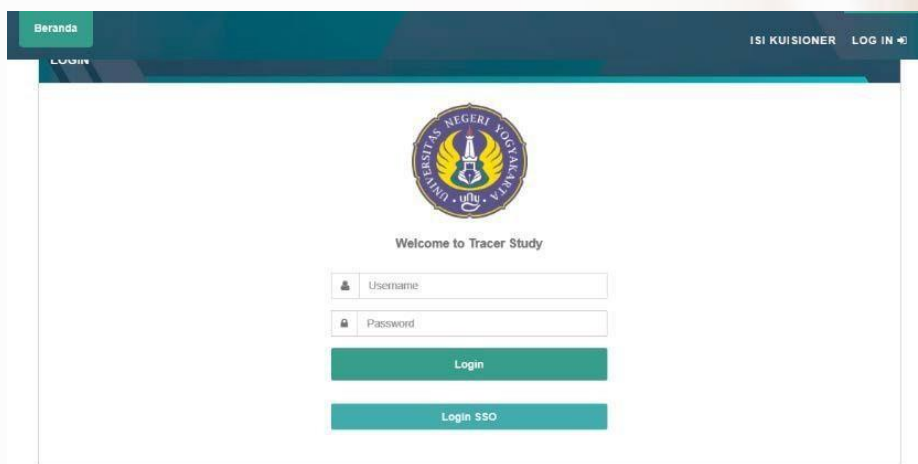 Beranda
ISI KUISIONER LOG IN
LOGIN
UNIVERSITAS NEGERI YOGYAKARTA
Welcome to Tracer Study
Username
Password
Login
Login SSO